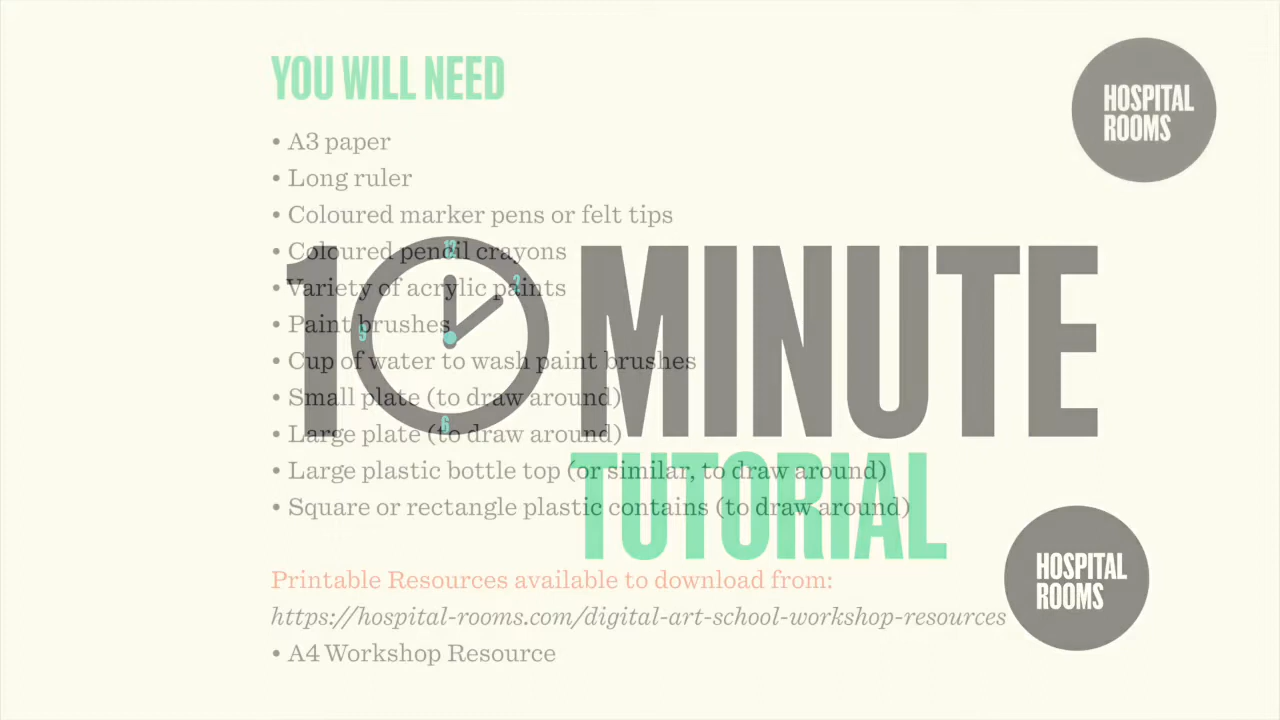 YOU WILL NEED
HOSPITAL
ROOMS
• A3 paper
• Long ruler
• Coloured marker pens or felt tips
• Coloured pencil crayons
• Variety of acrylic paints
• Paint brushes
• Cup of water to wash paint brushes
• Small plate (to draw around)
• Large plate (to draw around)
• Large plastic bottle top (or similar, to draw around)
• Square or rectangle plastic contains (to draw around)
10 MINUTE
12
3
6
9
TUTORIAL
HOSPITAL
ROOMS
Printable Resources available to download from:
https://hospital-rooms.com/digital-art-school-workshop-resources
• A4 Workshop Resource